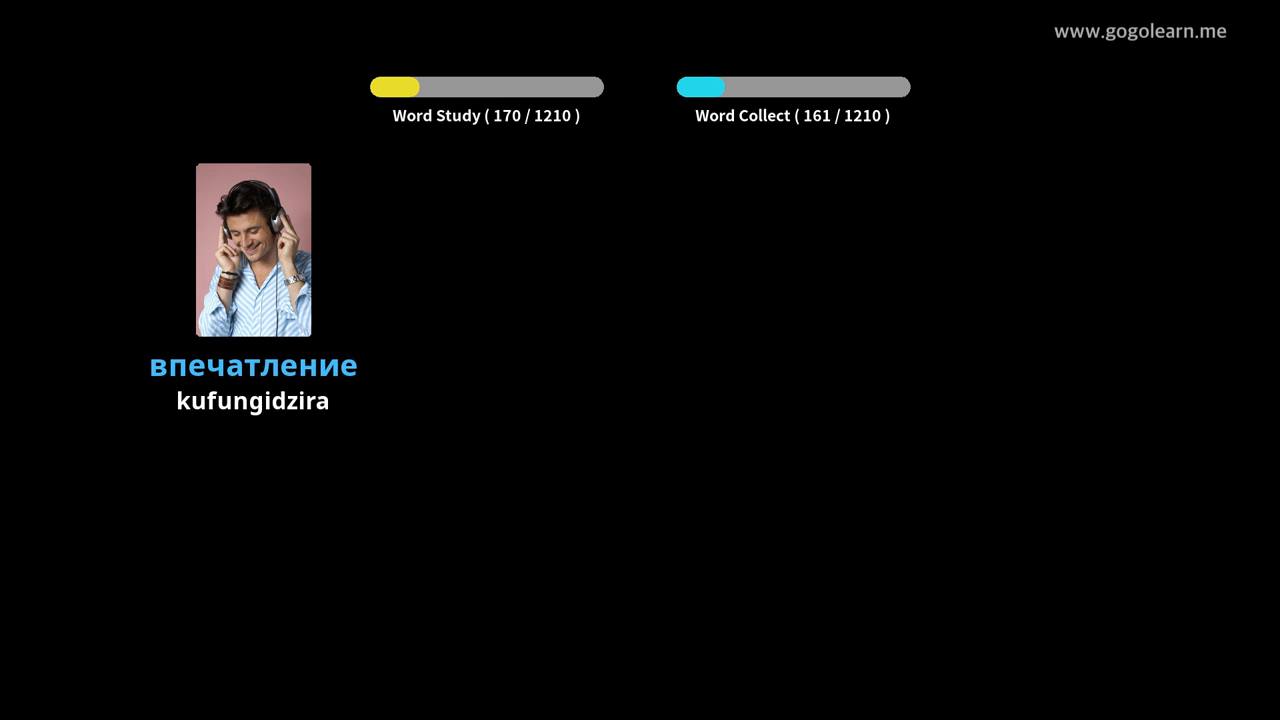 www.gogolearn.me
Word Study ( 170 / 1210 )
Word Collect ( 161 / 1210 )
впечатление
kufungidzira